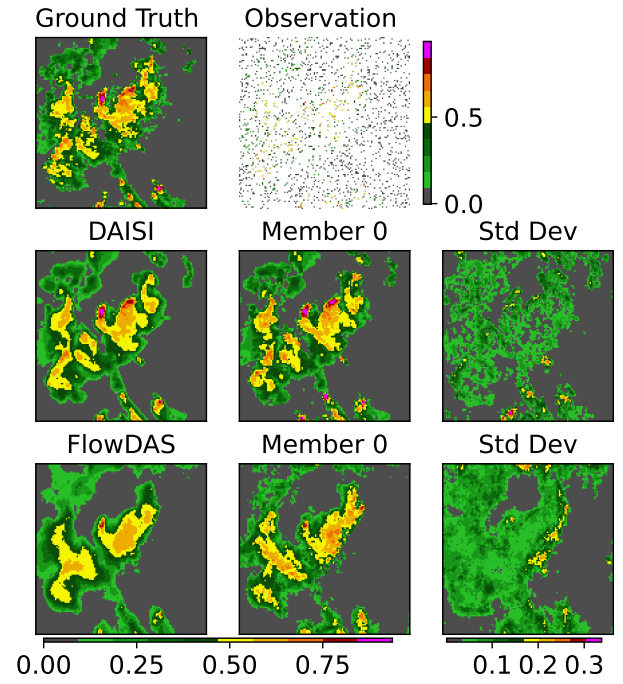 Ground Truth
Observation
0.5
0.0
DAISI
Member 0
Std Dev
FlowDAS
Member 0
Std Dev
0.00 0.25 0.50 0.75
0.1 0.2 0.3